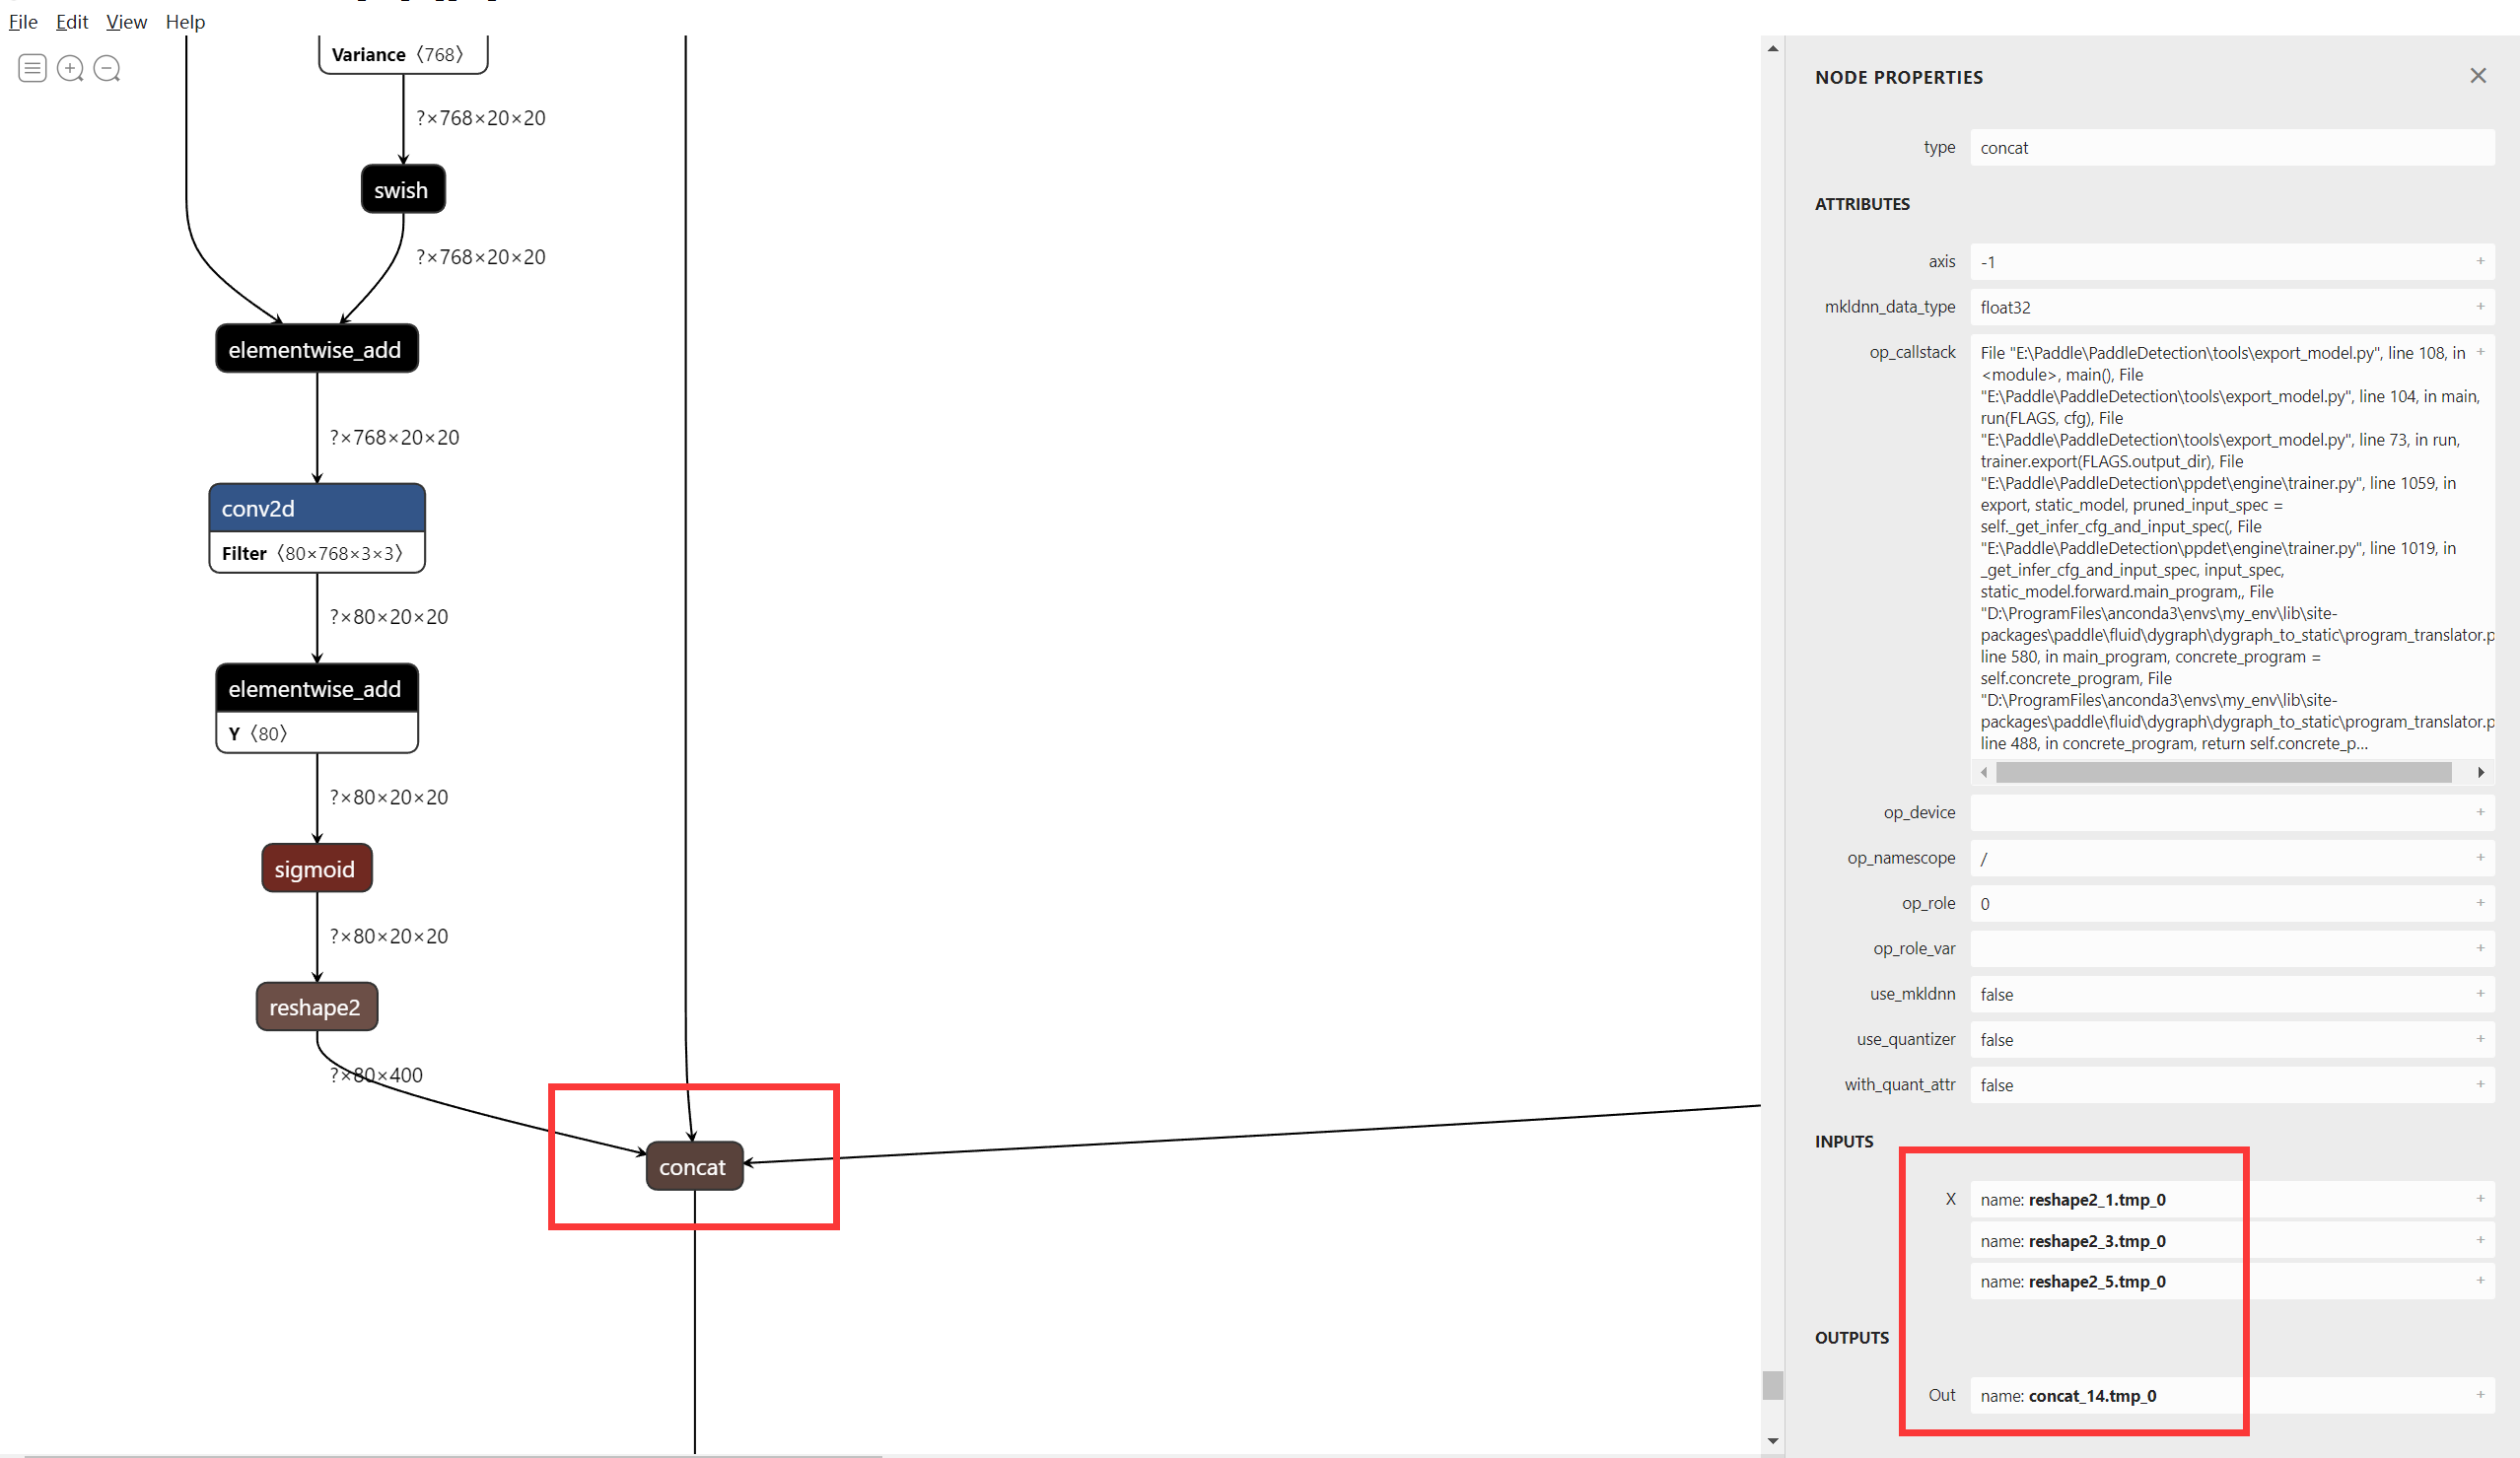 File Edit View Help
Variance 〈768〉
?×768×20×20
swish
?×768×20×20
elementwise_add
?×768×20×20
conv2d
Filter 〈80×768×3×3〉
?×80×20×20
elementwise_add
Y 〈80〉
?×80×20×20
sigmoid
?×80×20×20
reshape2
?×80×400
concat
NODE PROPERTIES
type concat
ATTRIBUTES
axis -1
mkldnn_data_type float32
op_callstack File "E:\Paddle\PaddleDetection\tools\export_model.py", line 108, in
<module>, main(), File
"E:\Paddle\PaddleDetection\tools\export_model.py", line 104, in main,
run(FLAGS, cfg), File
"E:\Paddle\PaddleDetection\tools\export_model.py", line 73, in run,
trainer.export(FLAGS.output_dir), File
"E:\Paddle\PaddleDetection\ppdet\engine\trainer.py", line 1059, in
export, static_model, pruned_input_spec =
self._get_infer_cfg_and_input_spec(, File
"E:\Paddle\PaddleDetection\ppdet\engine\trainer.py", line 1019, in
_get_infer_cfg_and_input_spec, input_spec,
static_model.forward.main_program,, File
"D:\ProgramFiles\anconda3\envs\my_env\lib\site-
packages\paddle\fluid\dygraph\dygraph_to_static\program_translator.p
line 580, in main_program, concrete_program =
self.concrete_program, File
"D:\ProgramFiles\anconda3\envs\my_env\lib\site-
packages\paddle\fluid\dygraph\dygraph_to_static\program_translator.p
line 488, in concrete_program, return self.concrete_p...
op_device
op_namescope /
op_role 0
op_role_var
use_mkldnn false
use_quantizer false
with_quant_attr false
INPUTS
X name: reshape2_1.tmp_0
name: reshape2_3.tmp_0
name: reshape2_5.tmp_0
OUTPUTS
Out name: concat_14.tmp_0